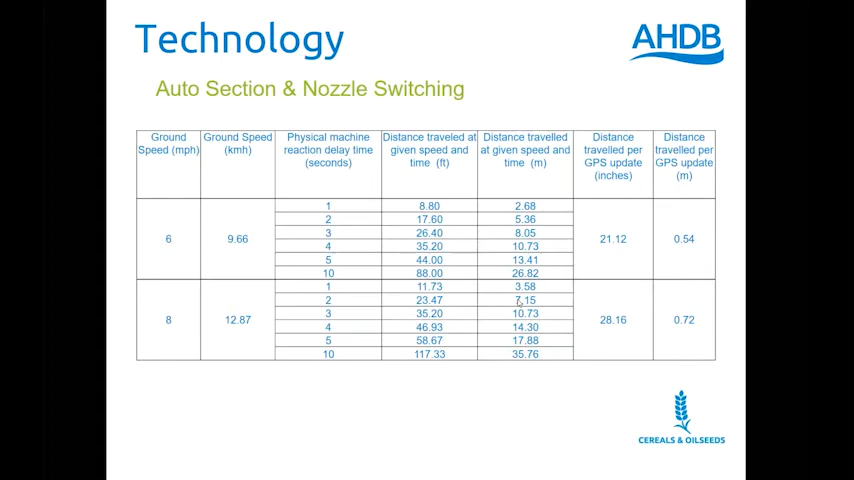 Technology
AHDB
Auto Section & Nozzle Switching
Ground Speed (mph) | Ground Speed (kmh) | Physical machine reaction delay time (seconds) | Distance traveled at given speed and time (ft) | Distance travelled at given speed and time (m) | Distance travelled per GPS update (inches) | Distance travelled per GPS update (m)
6 | 9.66 | 1 | 8.80 | 2.68 | 21.12 | 0.54
2 | 17.60 | 5.36
3 | 26.40 | 8.05
4 | 35.20 | 10.73
5 | 44.00 | 13.41
10 | 88.00 | 26.82
8 | 12.87 | 1 | 11.73 | 3.58 | 28.16 | 0.72
2 | 23.47 | 7.15
3 | 35.20 | 10.73
4 | 46.93 | 14.30
5 | 58.67 | 17.88
10 | 117.33 | 35.76
CEREALS & OILSEEDS